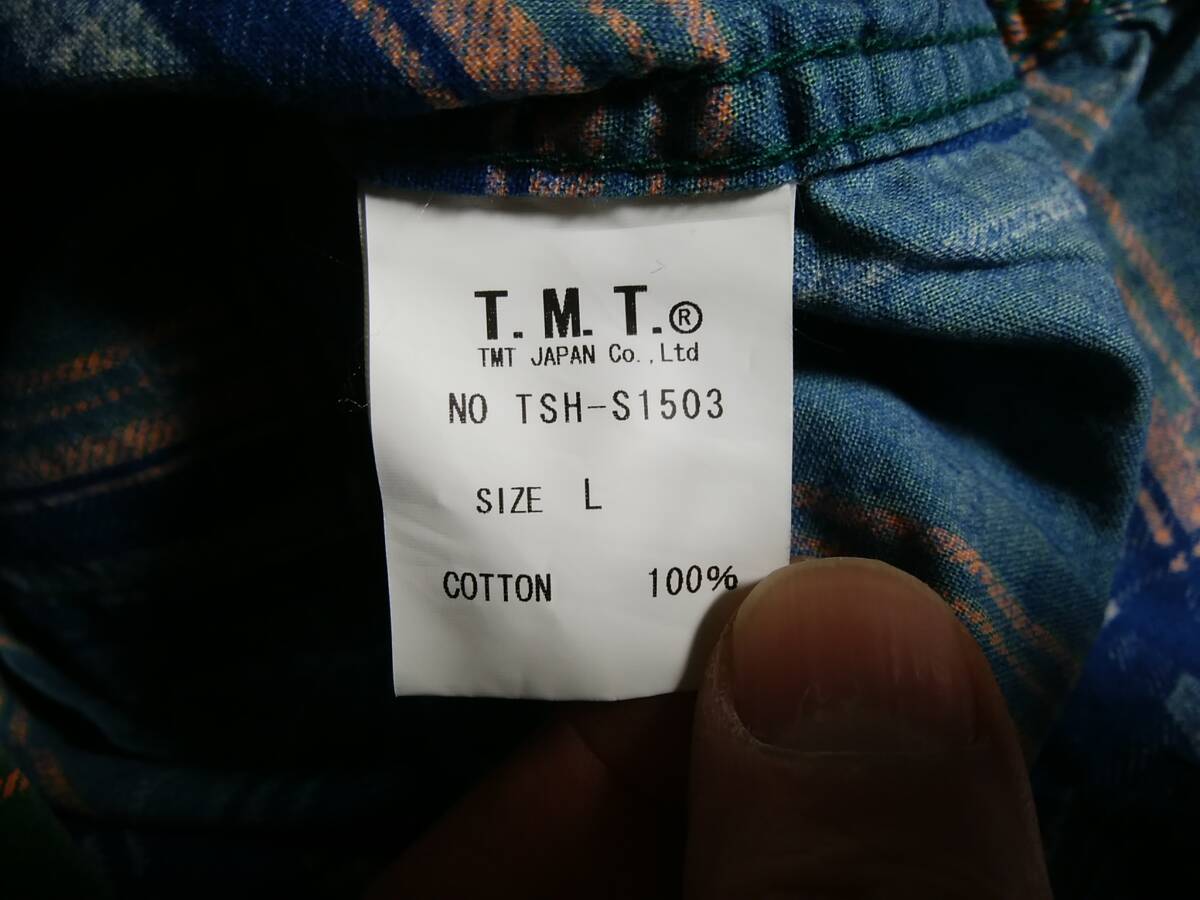 T.M.T.®
TMT JAPAN Co.,Ltd
NO TSH-S1503
SIZE L
COTTON 100%